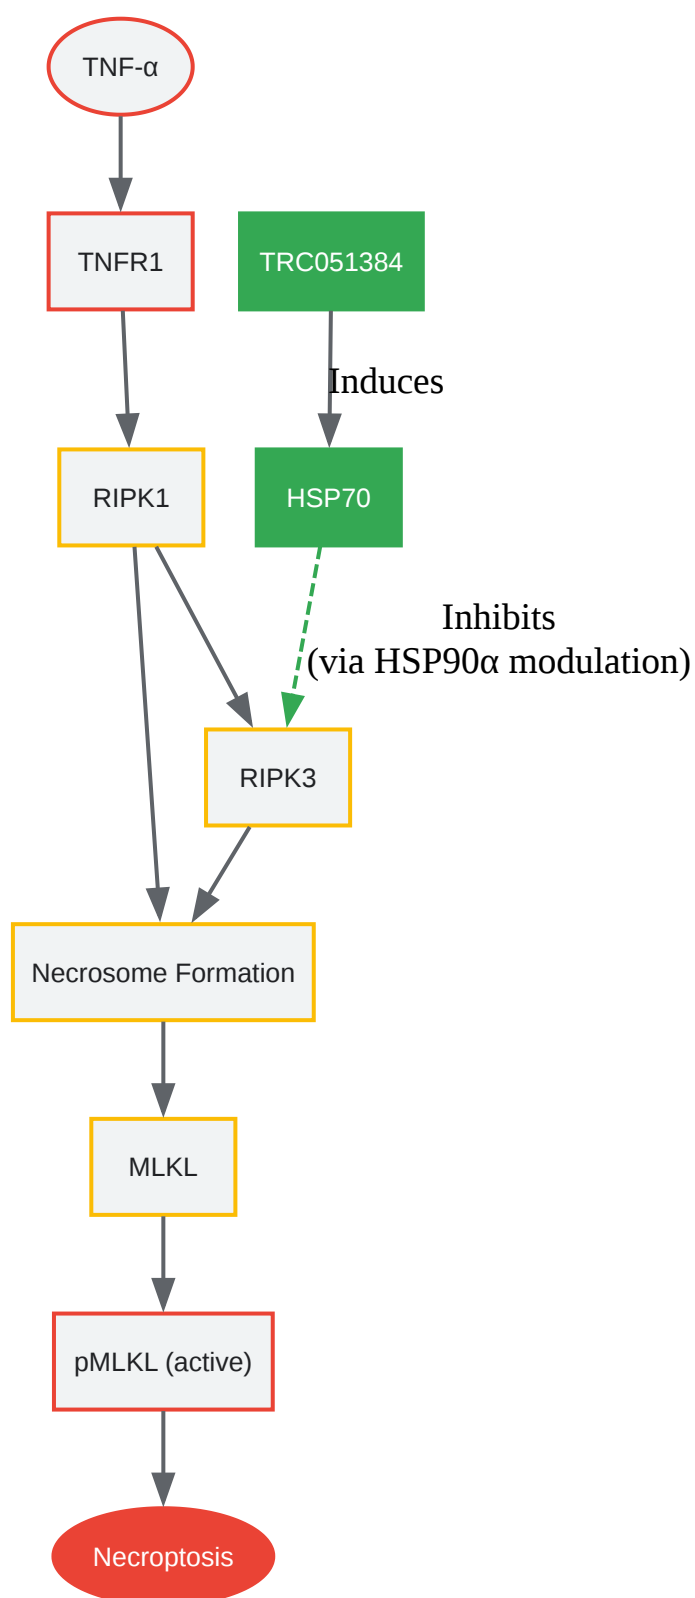 TNF-α
TNFR1
TRC051384
Induces
RIPK1
HSP70
Inhibits
(via HSP90α modulation)
RIPK3
Necrosome Formation
MLKL
pMLKL (active)
Necroptosis